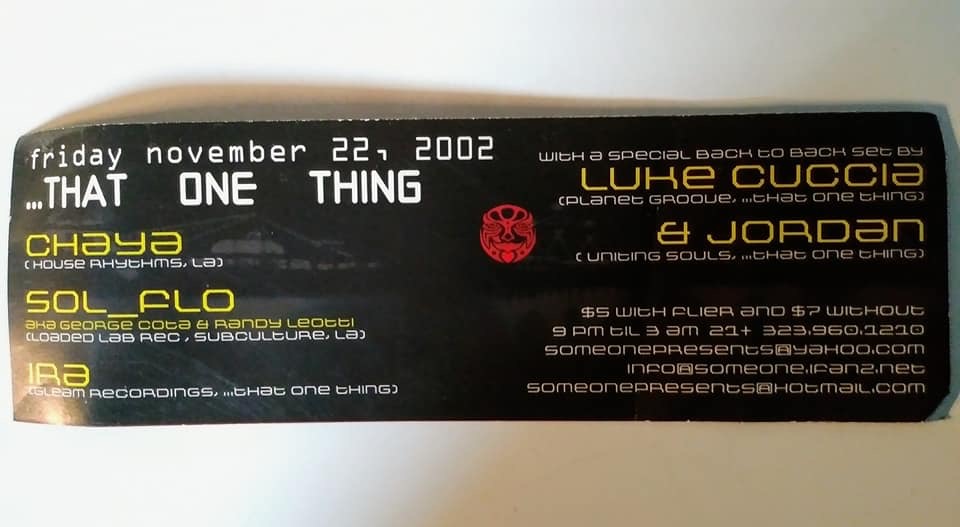 friday november 22, 2002
...THAT ONE THING
CHAYA
(HOUSE RHYTHMS, LA)
SOL_FLO
AKA GEORGE COTA & RANDY LEOTTI
(LOADED LAB REC, SUBCULTURE, LA)
IRA
(GLEAM RECORDINGS, ...THAT ONE THING)
WITH A SPECIAL BACK TO BACK SET BY
LUKE CUCCIA
(PLANET GROOVE, ...THAT ONE THING)
& JORDAN
(UNITING SOULS, ...THAT ONE THING)
$5 WITH FLIER AND $7 WITHOUT
9 PM TIL 3 AM 21+ 323.960.1210
SOMEONEPRESENTS@YAHOO.COM
INFO@SOMEONE.IFANZ.NET
SOMEONEPRESENTS@HOTMAIL.COM